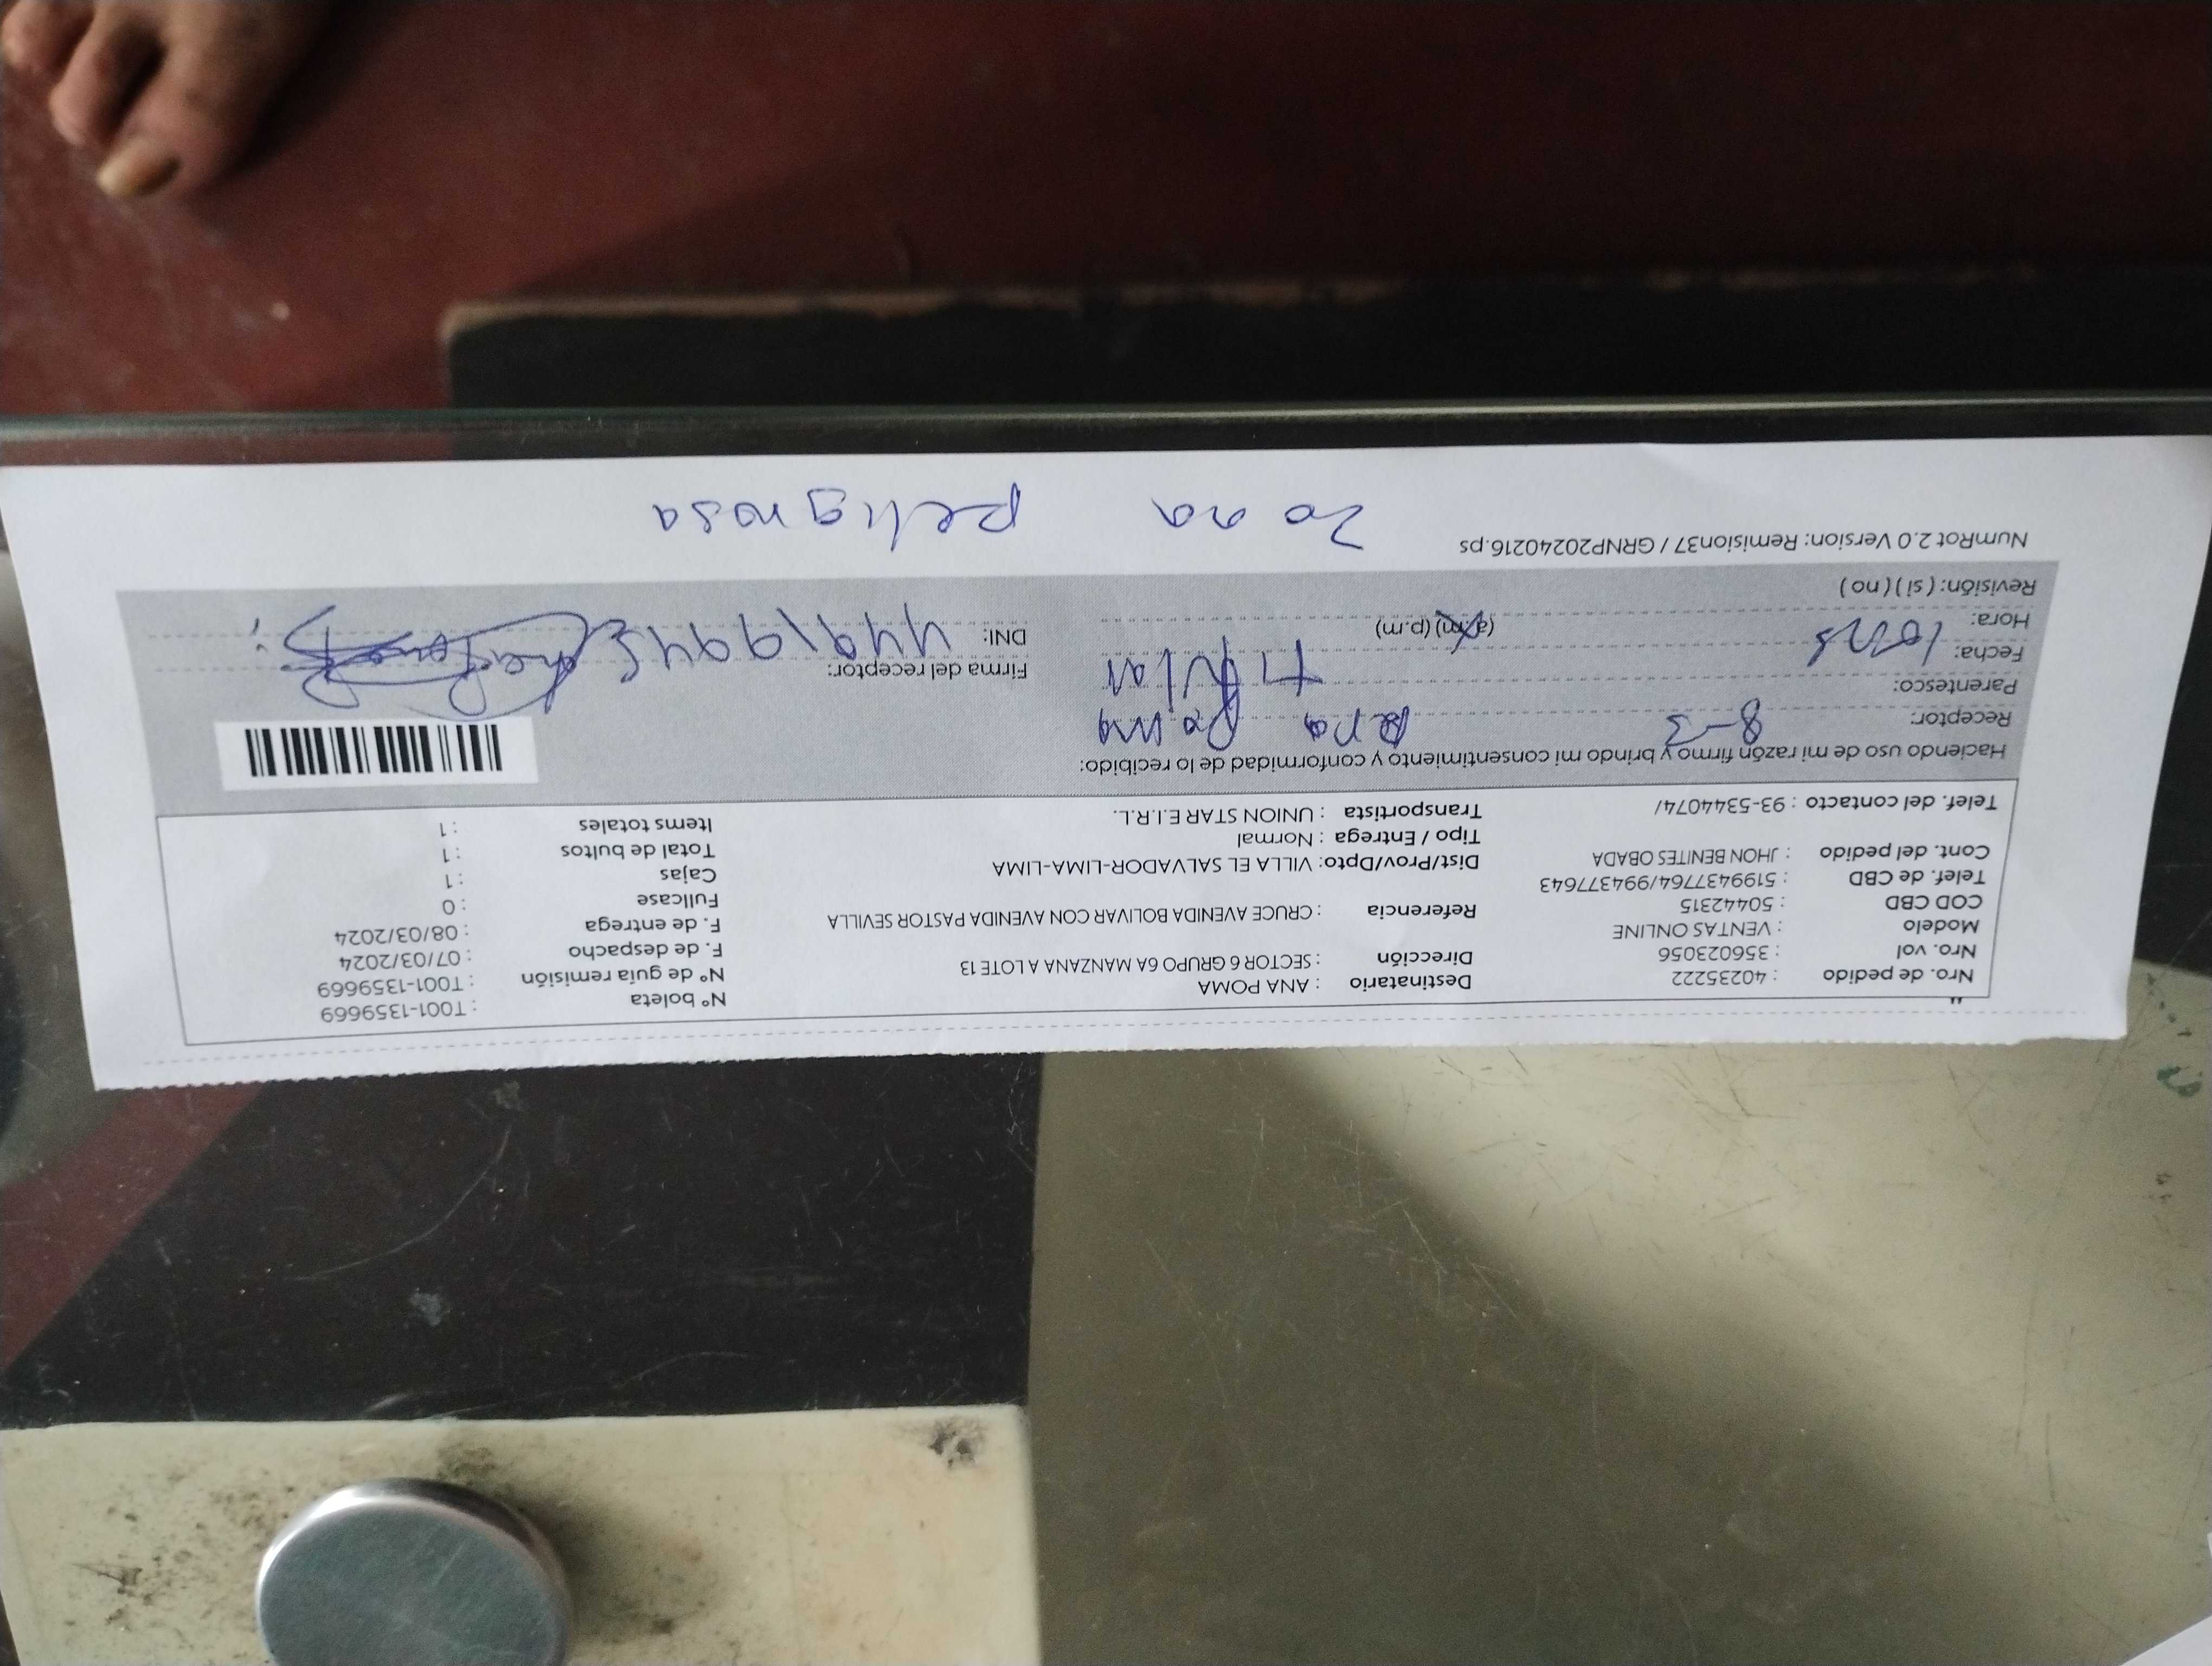 Nro. de pedido : 40235222
Nro. vol : 356023056
Modelo : VENTAS ONLINE
COD CBD : 50442315
Telef. de CBD : 51994377764/994377643
Cont. del pedido : JHON BENITES OBADA
Telef. del contacto : 93-5344074/
Destinatario : ANA POMA
Dirección : SECTOR 6 GRUPO 6A MANZANA A LOTE 13
Referencia : CRUCE AVENIDA BOLIVAR CON AVENIDA PASTOR SEVILLA
Dist/Prov/Dpto: VILLA EL SALVADOR-LIMA-LIMA
Tipo / Entrega : Normal
Transportista : UNION STAR E.I.R.L.
N° boleta : T001-1359669
N° de guía remisión : T001-1359669
F. de despacho : 07/03/2024
F. de entrega : 08/03/2024
Fullcase : 0
Cajas : 1
Total de bultos : 1
Items totales : 1
Haciendo uso de mi razón firmo y brindo mi consentimiento y conformidad de lo recibido:
Receptor: 8-3 Ana Poma
Parentesco: titular
Fecha:
Hora: (a.m) (p.m)
Revisión: ( si ) ( no )
Firma del receptor:
DNI:
NumRot 2.0 Version: Remision37 / GRNP20240216.ps
Zona peligrosa